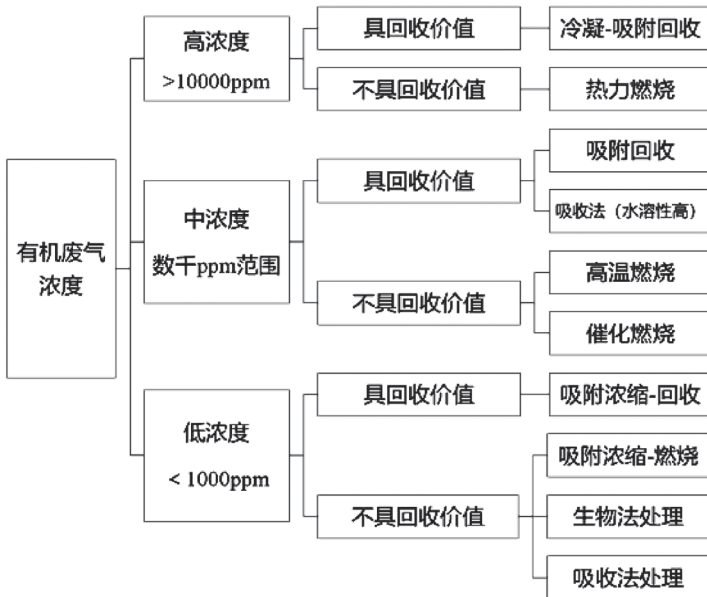 有机废气
浓度
高浓度
>10000ppm
具回收价值
冷凝-吸附回收
不具回收价值
热力燃烧
中浓度
数千ppm范围
具回收价值
吸附回收
吸收法（水溶性高）
不具回收价值
高温燃烧
催化燃烧
低浓度
< 1000ppm
具回收价值
吸附浓缩-回收
不具回收价值
吸附浓缩-燃烧
生物法处理
吸收法处理